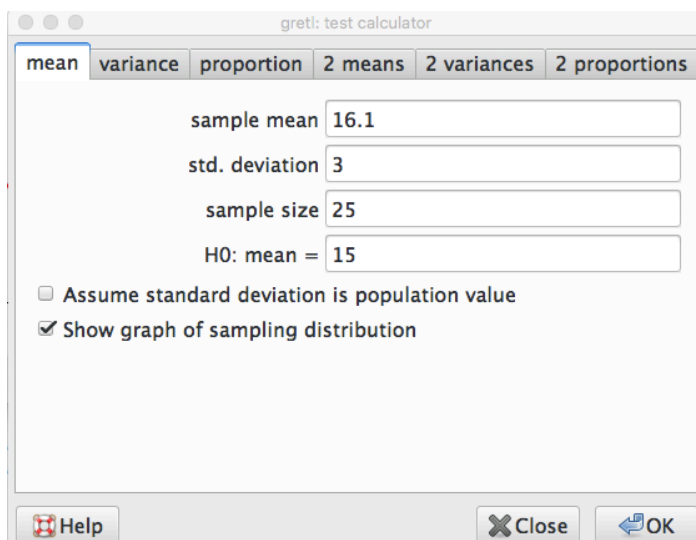 gretl: test calculator
mean variance proportion 2 means 2 variances 2 proportions
sample mean 16.1
std. deviation 3
sample size 25
H0: mean = 15
Assume standard deviation is population value
Show graph of sampling distribution
Help Close OK